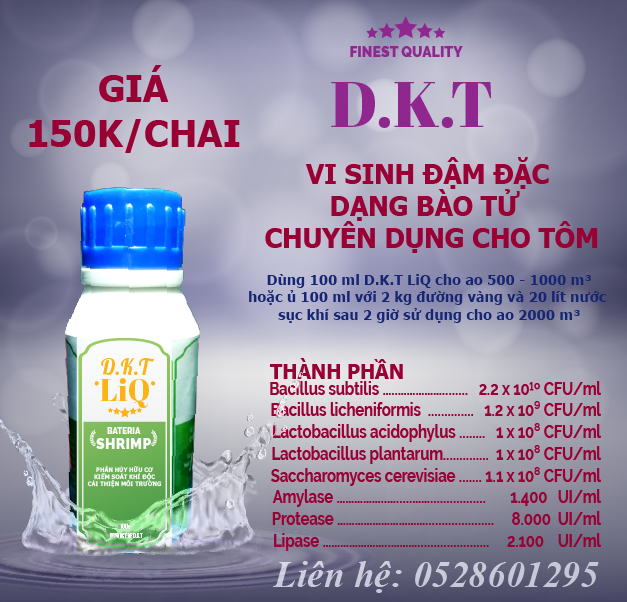 FINEST QUALITY
D.K.T
GIÁ
150K/CHAI
VI SINH ĐẬM ĐẶC
DẠNG BÀO TỬ
CHUYÊN DỤNG CHO TÔM
Dùng 100 ml D.K.T LiQ cho ao 500 - 1000 m³
hoặc ủ 100 ml với 2 kg đường vàng và 20 lít nước
sục khí sau 2 giờ sử dụng cho ao 2000 m³
D.K.T
LiQ
BATERIA
SHRIMP
PHÂN HỦY HỮU CƠ
KIỂM SOÁT KHÍ ĐỘC
CẢI THIỆN MÔI TRƯỜNG
THÀNH PHẦN
Bacillus subtilis ............................ 2.2 x 10¹⁰ CFU/ml
Bacillus licheniformis ............... 1.2 x 10⁹ CFU/ml
Lactobacillus acidophylus ........ 1 x 10⁸ CFU/ml
Lactobacillus plantarum............... 1 x 10⁸ CFU/ml
Saccharomyces cerevisiae ....... 1.1 x 10⁸ CFU/ml
Amylase .................................................. 1.400 UI/ml
Protease .................................................... 8.000 UI/ml
Lipase ........................................................ 2.100 UI/ml
Liên hệ: 0528601295